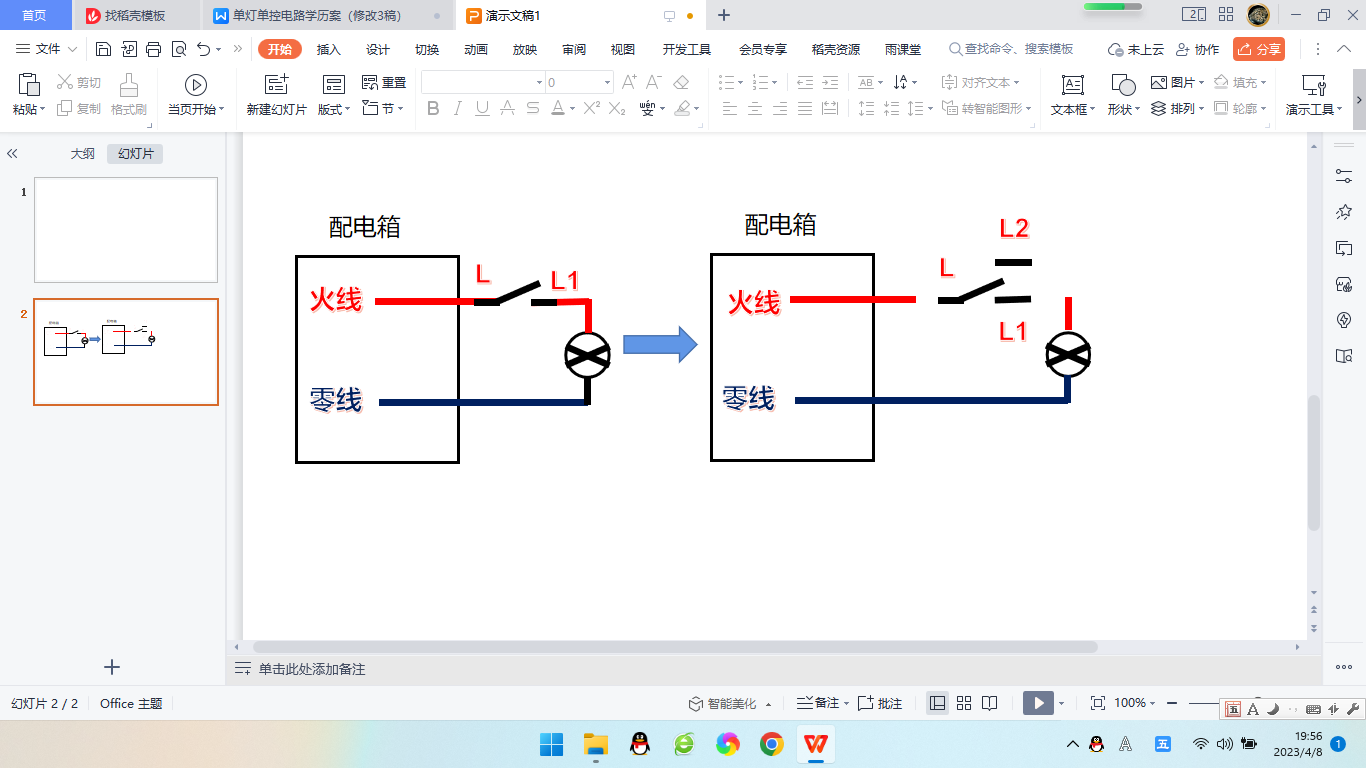 首页 找稻壳模板 单灯单控电路学历案（修改3稿） 演示文稿1
文件 开始 插入 设计 切换 动画 放映 审阅 视图 开发工具 会员专享 稻壳资源 雨课堂 查找命令、搜索模板 未上云 协作 分享
粘贴 剪切 复制 格式刷 当页开始 新建幻灯片 版式 重置 节 0 对齐文本 转智能图形 文本框 形状 图片 排列 填充 轮廓 演示工具
大纲 幻灯片
1
2
配电箱
火线
零线
L
L1
配电箱
火线
零线
L2
L
L1
单击此处添加备注
幻灯片 2 / 2 Office 主题 智能美化 备注 批注 100%
19:56
2023/4/8